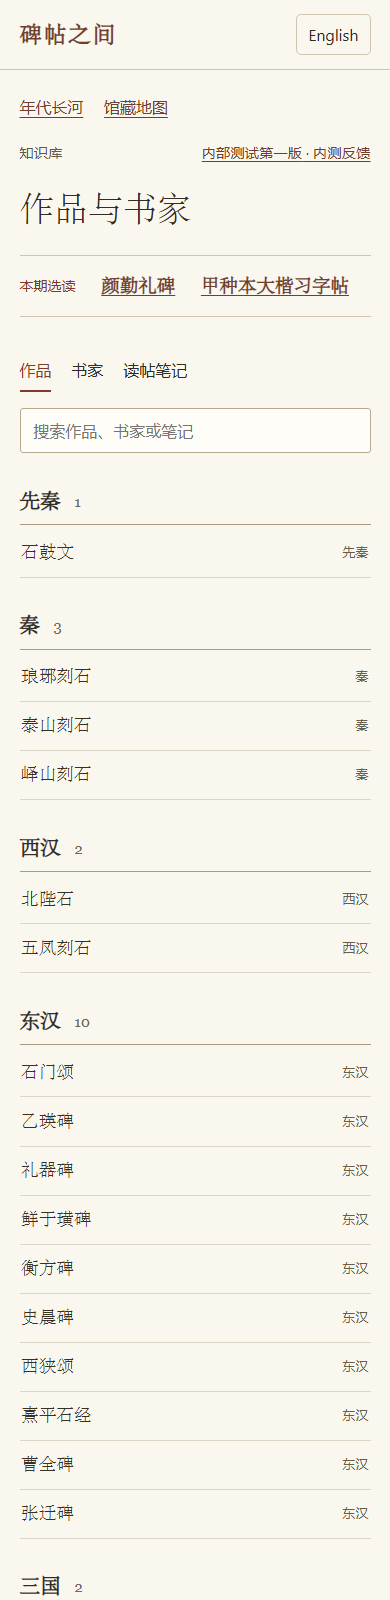 碑帖之间 English
年代长河 馆藏地图
知识库 内部测试第一版 · 内测反馈
作品与书家
本期选读 颜勤礼碑 甲种本大楷习字帖
作品 书家 读帖笔记
搜索作品、书家或笔记
先秦 1
石鼓文 先秦
秦 3
琅琊刻石 秦
泰山刻石 秦
峄山刻石 秦
西汉 2
北陛石 西汉
五凤刻石 西汉
东汉 10
石门颂 东汉
乙瑛碑 东汉
礼器碑 东汉
鲜于璜碑 东汉
衡方碑 东汉
史晨碑 东汉
西狭颂 东汉
熹平石经 东汉
曹全碑 东汉
张迁碑 东汉
三国 2